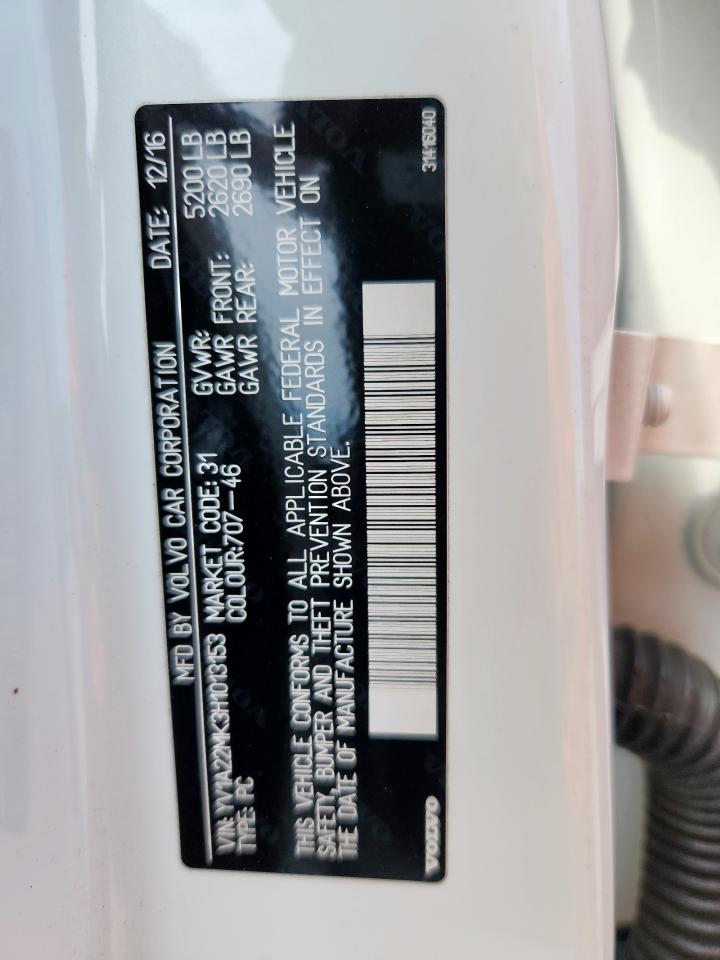 MFD BY VOLVO CAR CORPORATION DATE: 12/16
VIN: YV1A22MK3H1013153 MARKET CODE: 31 GVWR: 5200 LB
TYPE: PC COLOUR:707-46 GAWR FRONT: 2620 LB
GAWR REAR: 2690 LB
THIS VEHICLE CONFORMS TO ALL APPLICABLE FEDERAL MOTOR VEHICLE
SAFETY, BUMPER AND THEFT PREVENTION STANDARDS IN EFFECT ON
THE DATE OF MANUFACTURE SHOWN ABOVE.
VOLVO 31416040